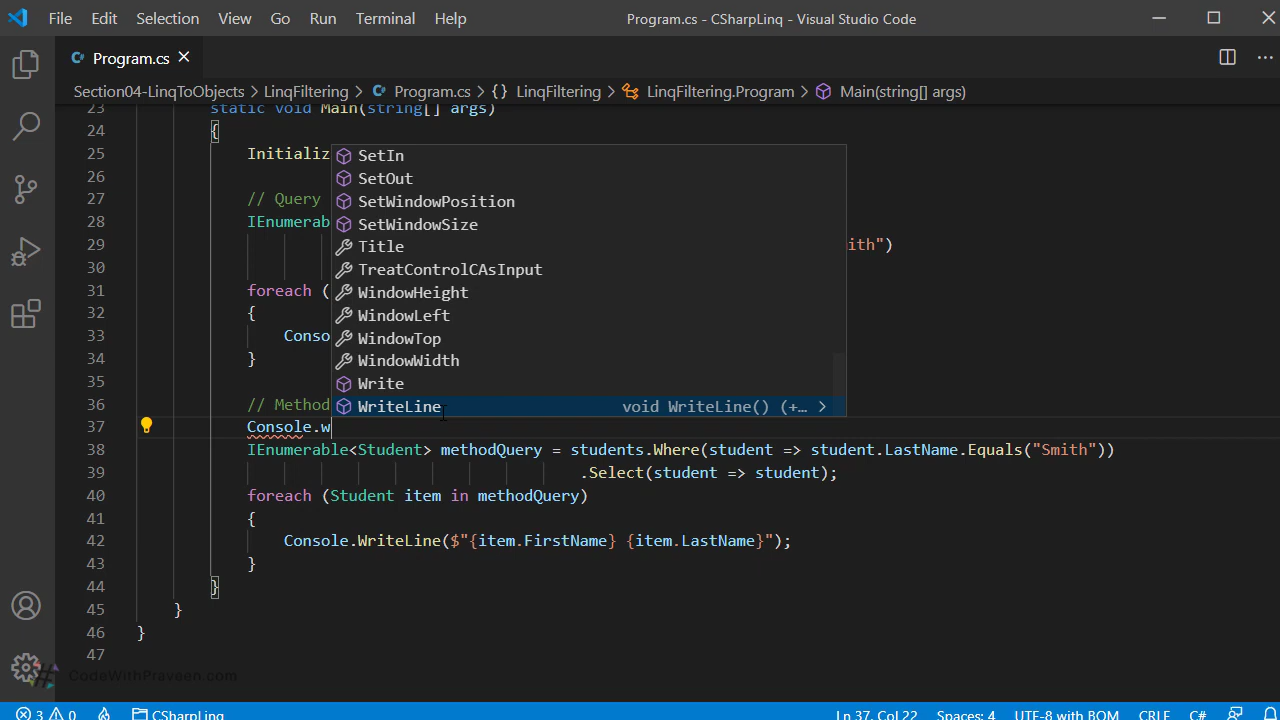 File Edit Selection View Go Run Terminal Help Program.cs - CSharpLinq - Visual Studio Code
Program.cs
Section04-LinqToObjects > LinqFiltering > Program.cs > {} LinqFiltering > LinqFiltering.Program > Main(string[] args)
23 static void Main(string[] args)
24 {
25 Initializ
SetIn
26 SetOut
27 // Query
SetWindowPosition
28 IEnumerab
SetWindowSize
29 Title ith")
30 TreatControlCAsInput
31 foreach (
WindowHeight
32 {
WindowLeft
33 Conso
WindowTop
34 }
WindowWidth
35 Write
36 // Method
WriteLine void WriteLine() (+… >
37 Console.w
38 IEnumerable<Student> methodQuery = students.Where(student => student.LastName.Equals("Smith"))
39 .Select(student => student);
40 foreach (Student item in methodQuery)
41 {
42 Console.WriteLine($"{item.FirstName} {item.LastName}");
43 }
44 }
45 }
46 }
47
# CodeWithPraveen.com
3 0 CSharpLinq Ln 37, Col 22 Spaces: 4 UTF-8 with BOM CRLF C#